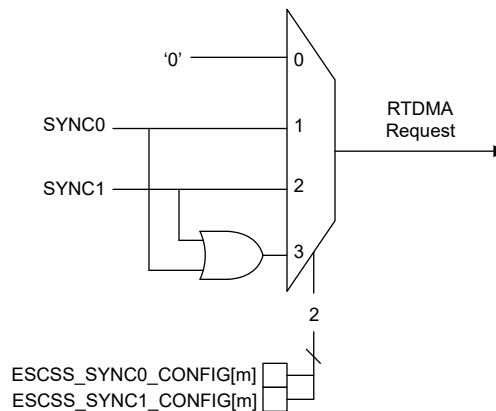 ‘0’
0
SYNC0
1
RTDMA
Request
SYNC1
2
3
2
ESCSS_SYNC0_CONFIG[m]
ESCSS_SYNC1_CONFIG[m]